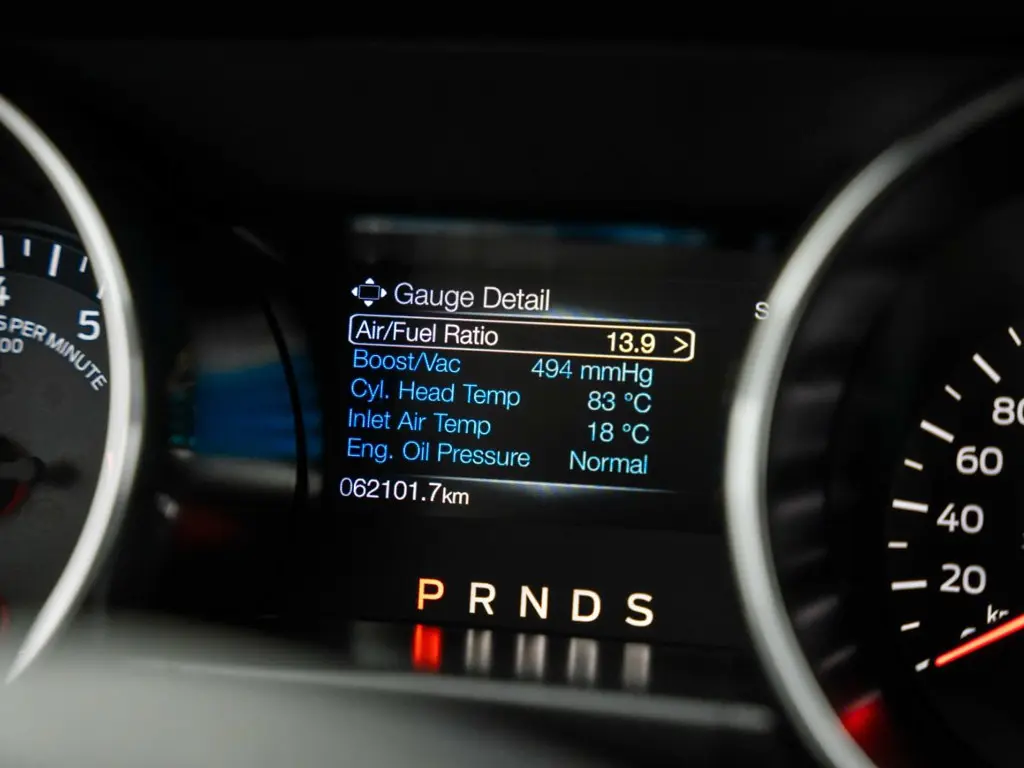 Gauge Detail
S
Air/Fuel Ratio 13.9 >
Boost/Vac 494 mmHg
Cyl. Head Temp 83 °C
Inlet Air Temp 18 °C
Eng. Oil Pressure Normal
062101.7km
P R N D S
4
5
PER MINUTE
80
60
40
20